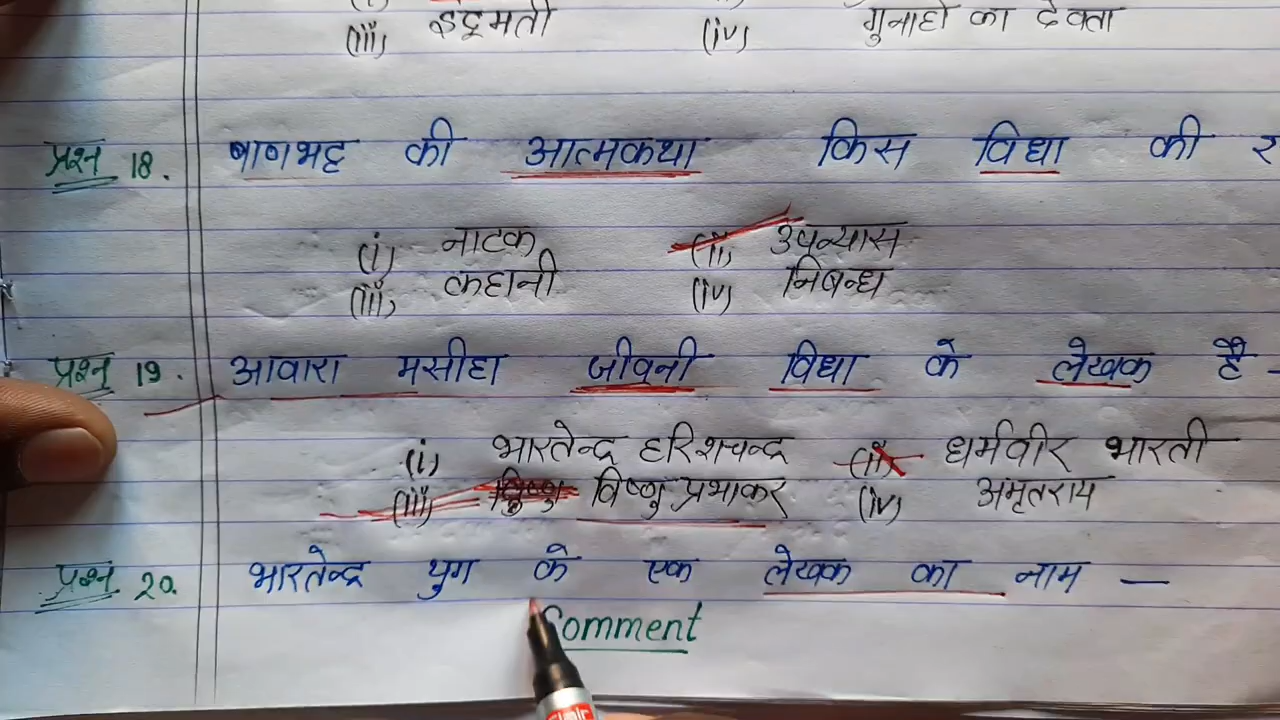 (iii) इंदुमती (iv) गुनाहों का देवता
प्रश्न 18. बाणभट्ट की आत्मकथा किस विधा की र
(i) नाटक (ii) उपन्यास
(iii) कहानी (iv) निबन्ध
प्रश्न 19. आवारा मसीहा जीवनी विधा के लेखक है -
(i) भारतेन्दु हरिशचन्द्र (ii) धर्मवीर भारती
(iii) विष्णु विष्णु प्रभाकर (iv) अमृतराय
प्रश्न 20. भारतेन्दु युग के एक लेखक का नाम —
Comment